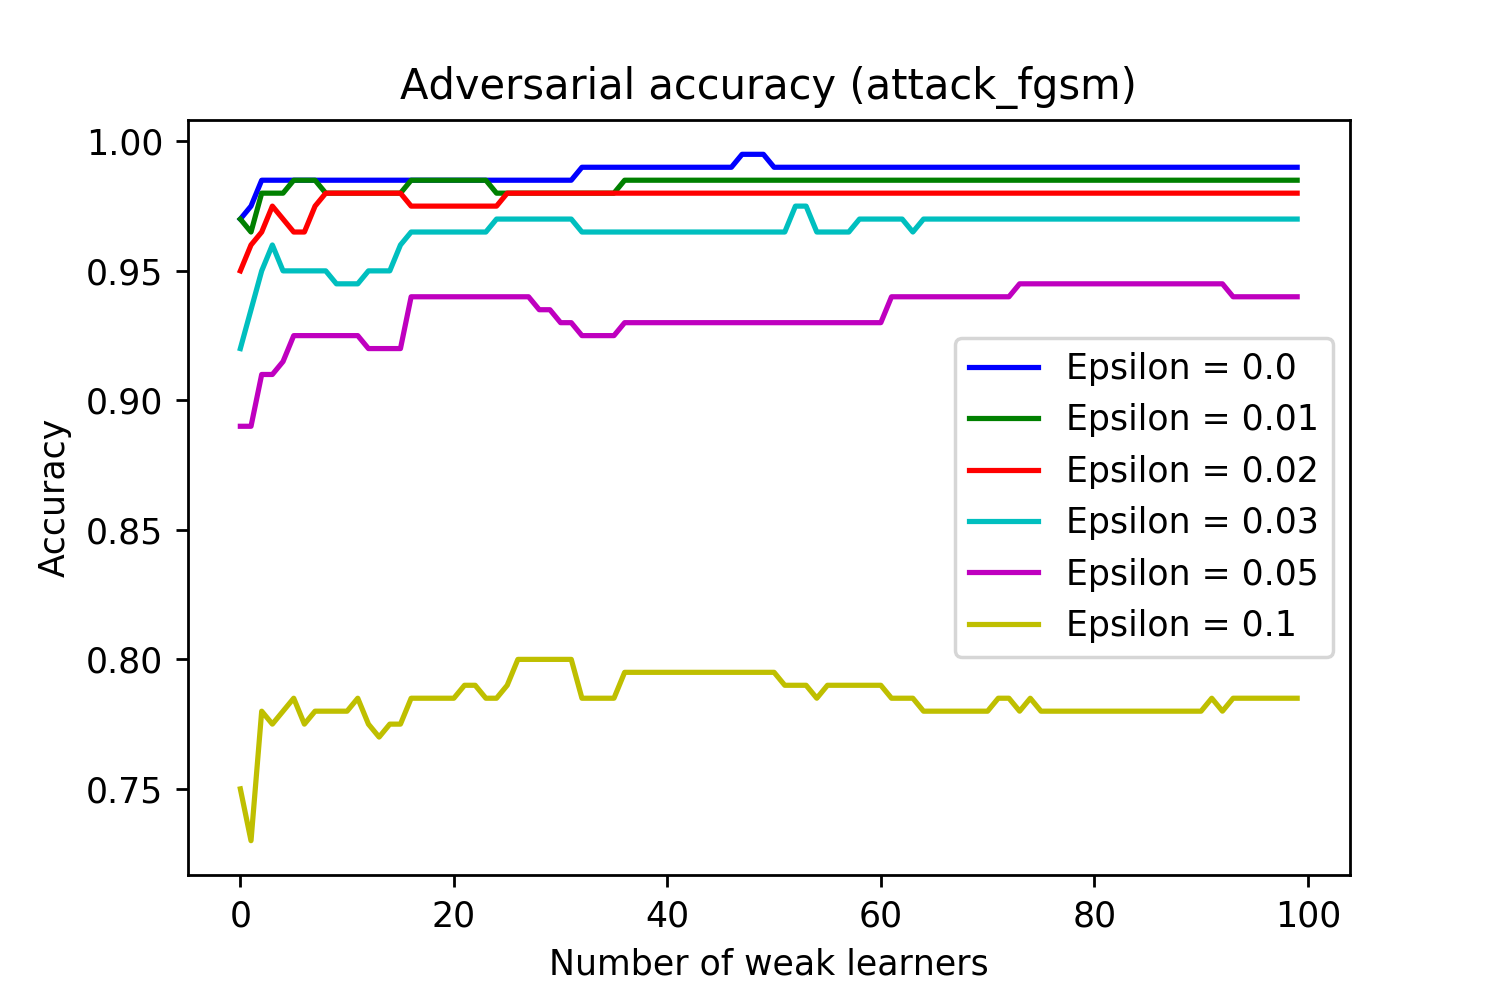 Adversarial accuracy (attack_fgsm)
1.00
0.95
0.90
0.85
0.80
0.75
Accuracy
Epsilon = 0.0
Epsilon = 0.01
Epsilon = 0.02
Epsilon = 0.03
Epsilon = 0.05
Epsilon = 0.1
0 20 40 60 80 100
Number of weak learners